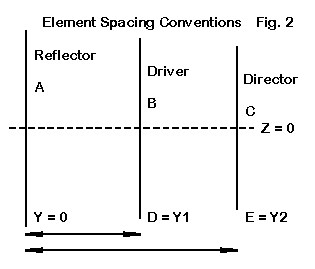 Element Spacing Conventions Fig. 2
Reflector
A
Driver
B
Director
C
Z = 0
Y = 0
D = Y1
E = Y2